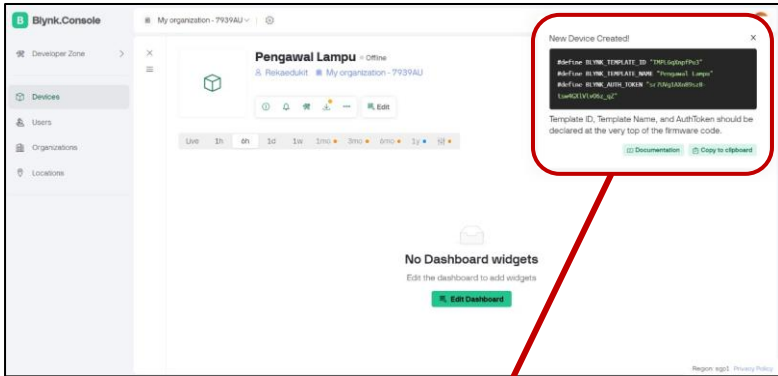 B Blynk.Console
My organization - 7939AU
Developer Zone
Devices
Users
Organizations
Locations
Pengawal Lampu Offline
Rekaedukit My organization - 7939AU
Edit
Live 1h 6h 1d 1w 1mo 3mo 6mo 1y
No Dashboard widgets
Edit the dashboard to add widgets
Edit Dashboard
New Device Created!
#define BLYNK_TEMPLATE_ID
#define BLYNK_TEMPLATE_NAME "Pengawal Lampu"
#define BLYNK_AUTH_TOKEN
Template ID, Template Name, and AuthToken should be
declared at the very top of the firmware code.
Documentation Copy to clipboard
Region: sgp1 Privacy Policy